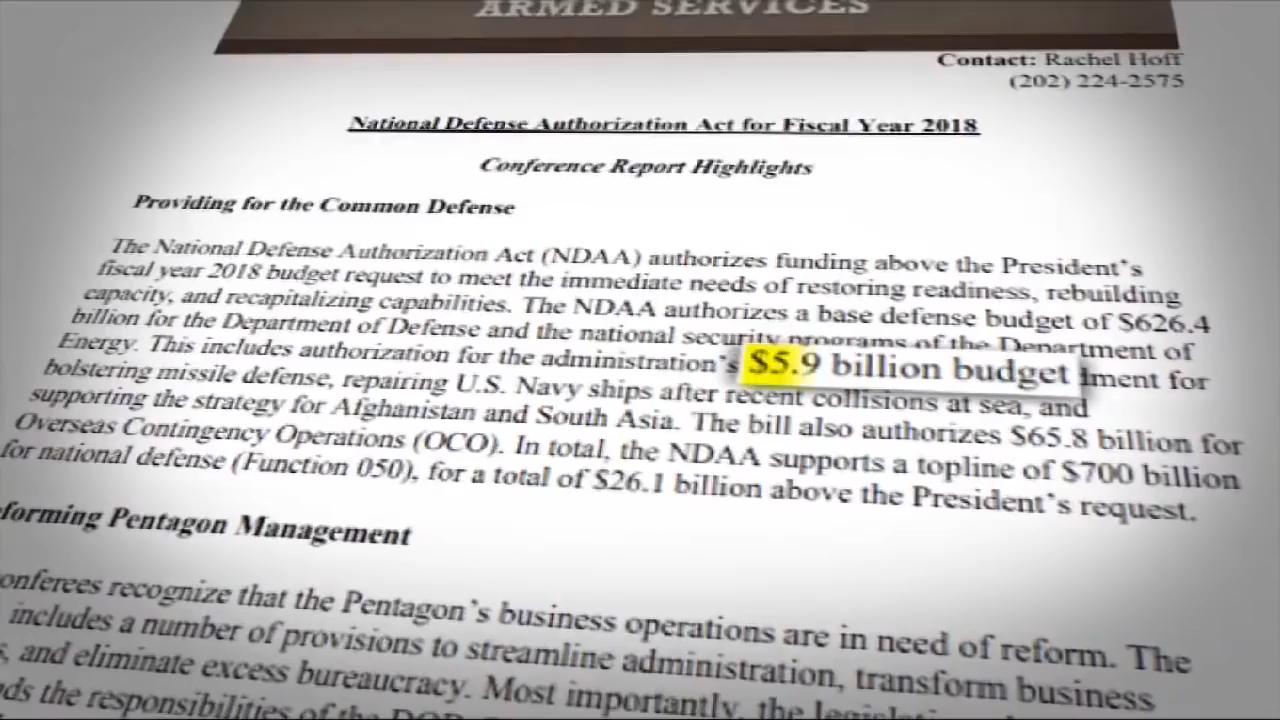 ARMED SERVICES
Contact: Rachel Hoff
(202) 224-2575
National Defense Authorization Act for Fiscal Year 2018
Conference Report Highlights
Providing for the Common Defense
The National Defense Authorization Act (NDAA) authorizes funding above the President's
fiscal year 2018 budget request to meet the immediate needs of restoring readiness, rebuilding
capacity, and recapitalizing capabilities. The NDAA authorizes a base defense budget of $626.4
billion for the Department of Defense and the national security programs of the Department of
Energy. This includes authorization for the administration's $5.9 billion budget dment for
bolstering missile defense, repairing U.S. Navy ships after recent collisions at sea, and
supporting the strategy for Afghanistan and South Asia. The bill also authorizes $65.8 billion for
Overseas Contingency Operations (OCO). In total, the NDAA supports a topline of $700 billion
for national defense (Function 050), for a total of $26.1 billion above the President's request.
forming Pentagon Management
onferees recognize that the Pentagon's business operations are in need of reform. The
includes a number of provisions to streamline administration, transform business
s, and eliminate excess bureaucracy. Most importantly, the
ds the responsibilities of the